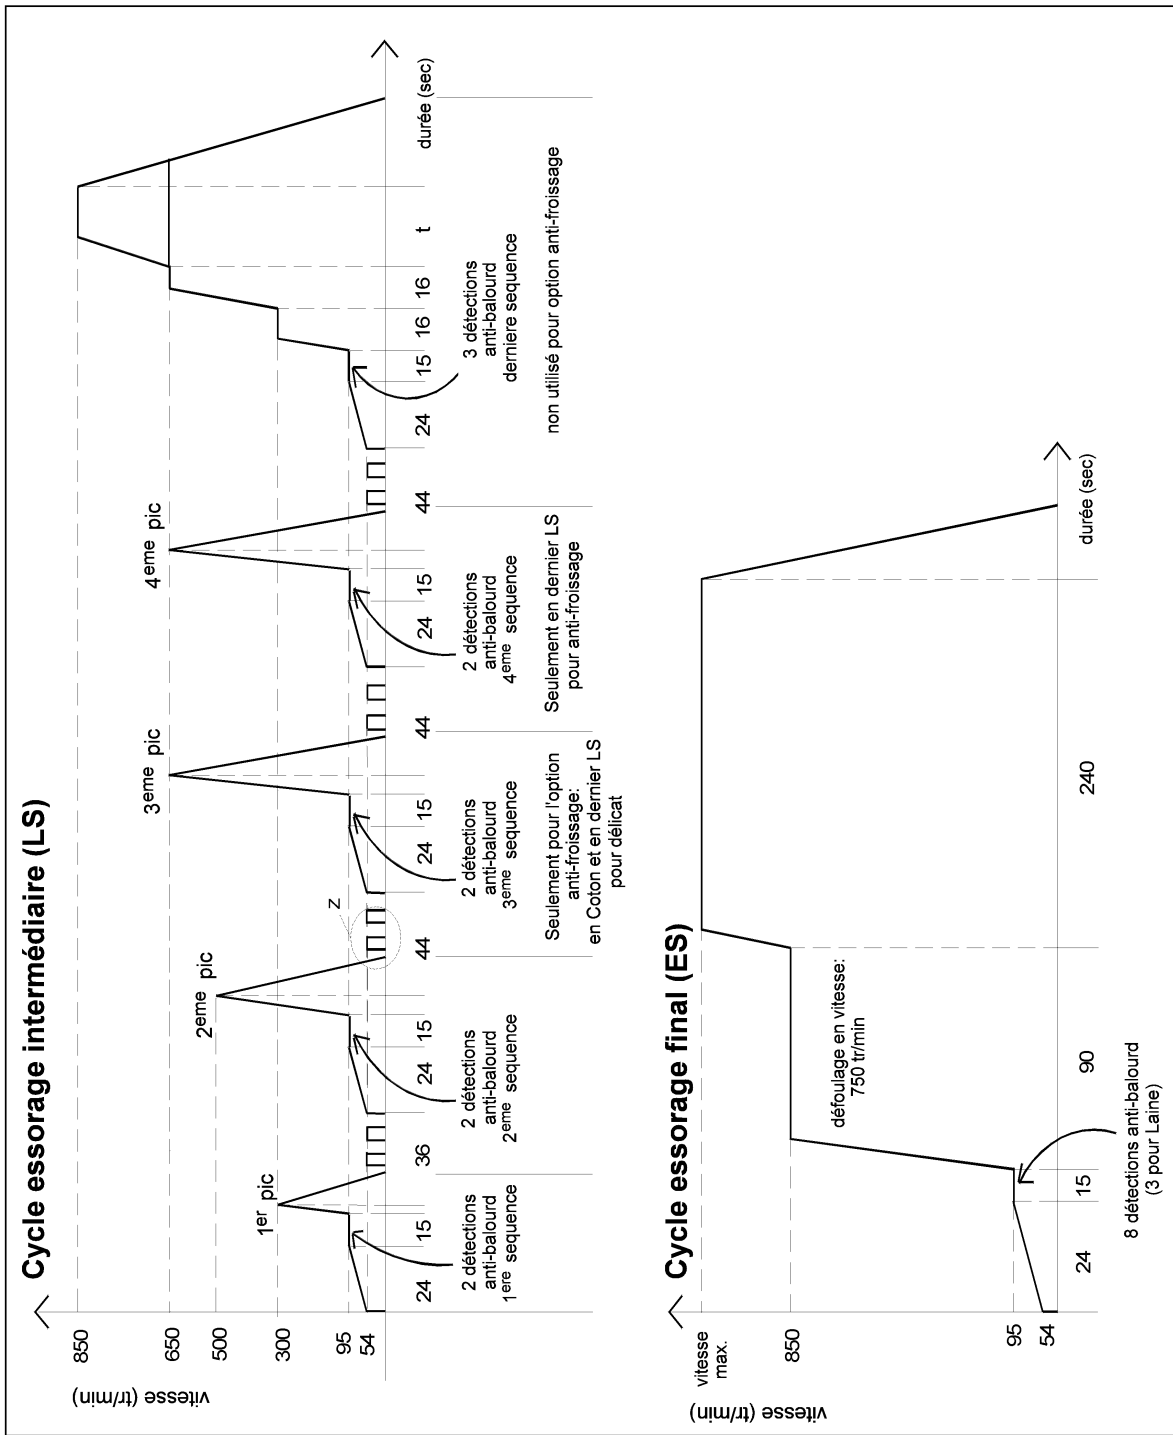 Cycle essorage intermédiaire (LS)
vitesse (tr/min)
850
650
500
300
95
54
1er pic
2eme pic
3eme pic
4eme pic
Z
24
15
36
24
15
44
24
15
44
24
15
44
24
15
16
16
t
durée (sec)
2 détections
anti-balourd
1ere sequence
2 détections
anti-balourd
2eme sequence
2 détections
anti-balourd
3eme sequence
2 détections
anti-balourd
4eme sequence
3 détections
anti-balourd
derniere sequence
Seulement pour l'option
anti-froissage:
en Coton et en dernier LS
pour délicat
Seulement en dernier LS
pour anti-froissage
non utilisé pour option anti-froissage
Cycle essorage final (ES)
vitesse (tr/min)
vitesse
max.
850
95
54
défoulage en vitesse:
750 tr/min
24
15
90
240
durée (sec)
8 détections anti-balourd
(3 pour Laine)